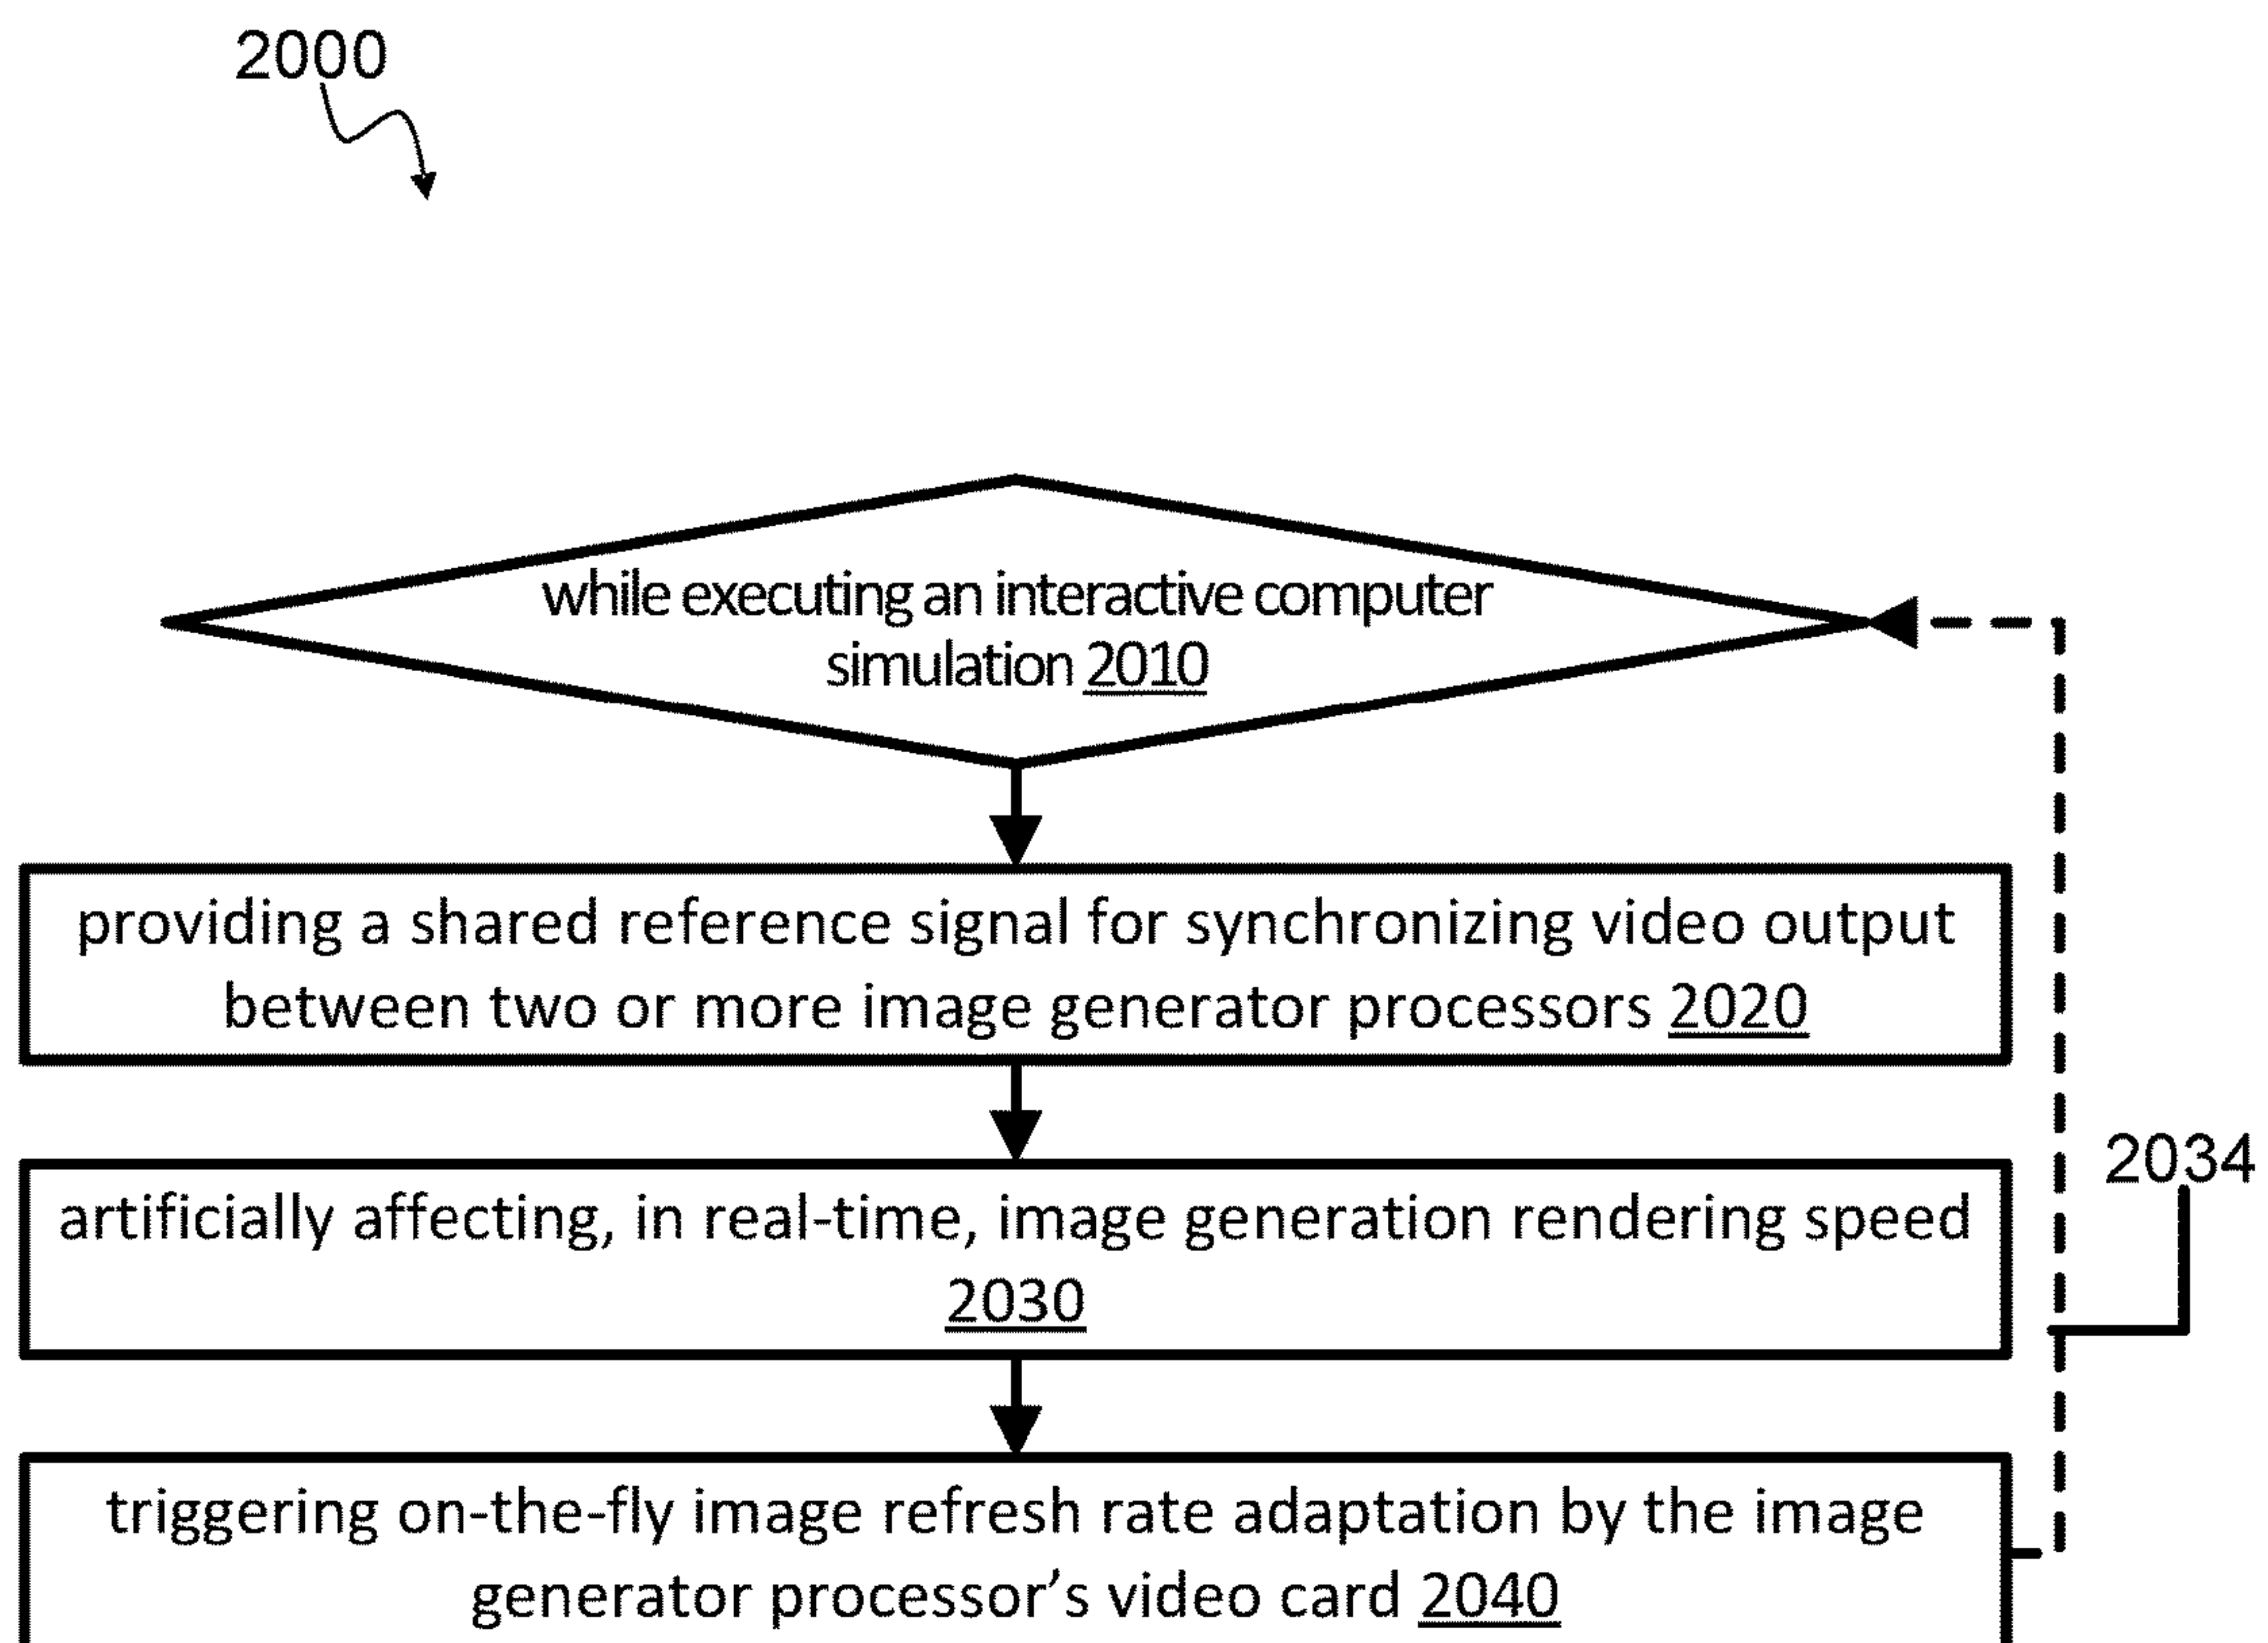 2000
while executing an interactive computer
simulation 2010
providing a shared reference signal for synchronizing video output
between two or more image generator processors 2020
artificially affecting, in real-time, image generation rendering speed
2030
2034
triggering on-the-fly image refresh rate adaptation by the image
generator processor’s video card 2040